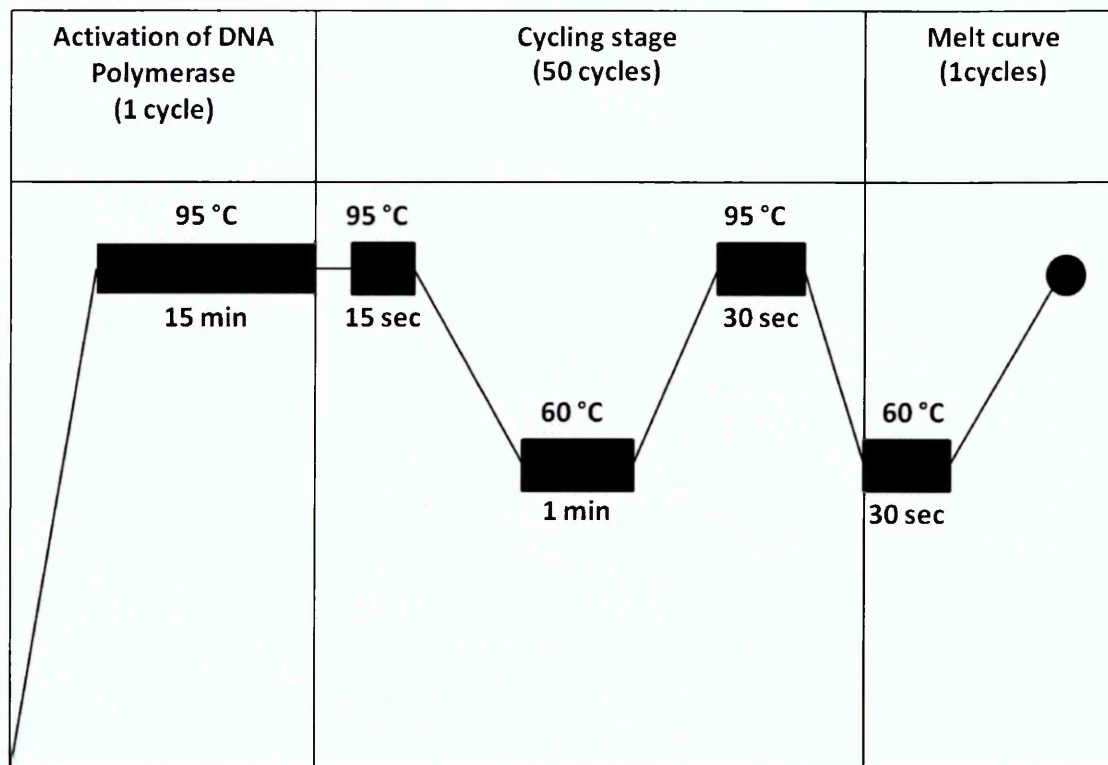 Activation of DNA
Polymerase
(1 cycle)
Cycling stage
(50 cycles)
Melt curve
(1cycles)
95 °C
15 min
95 °C
15 sec
60 °C
1 min
95 °C
30 sec
60 °C
30 sec